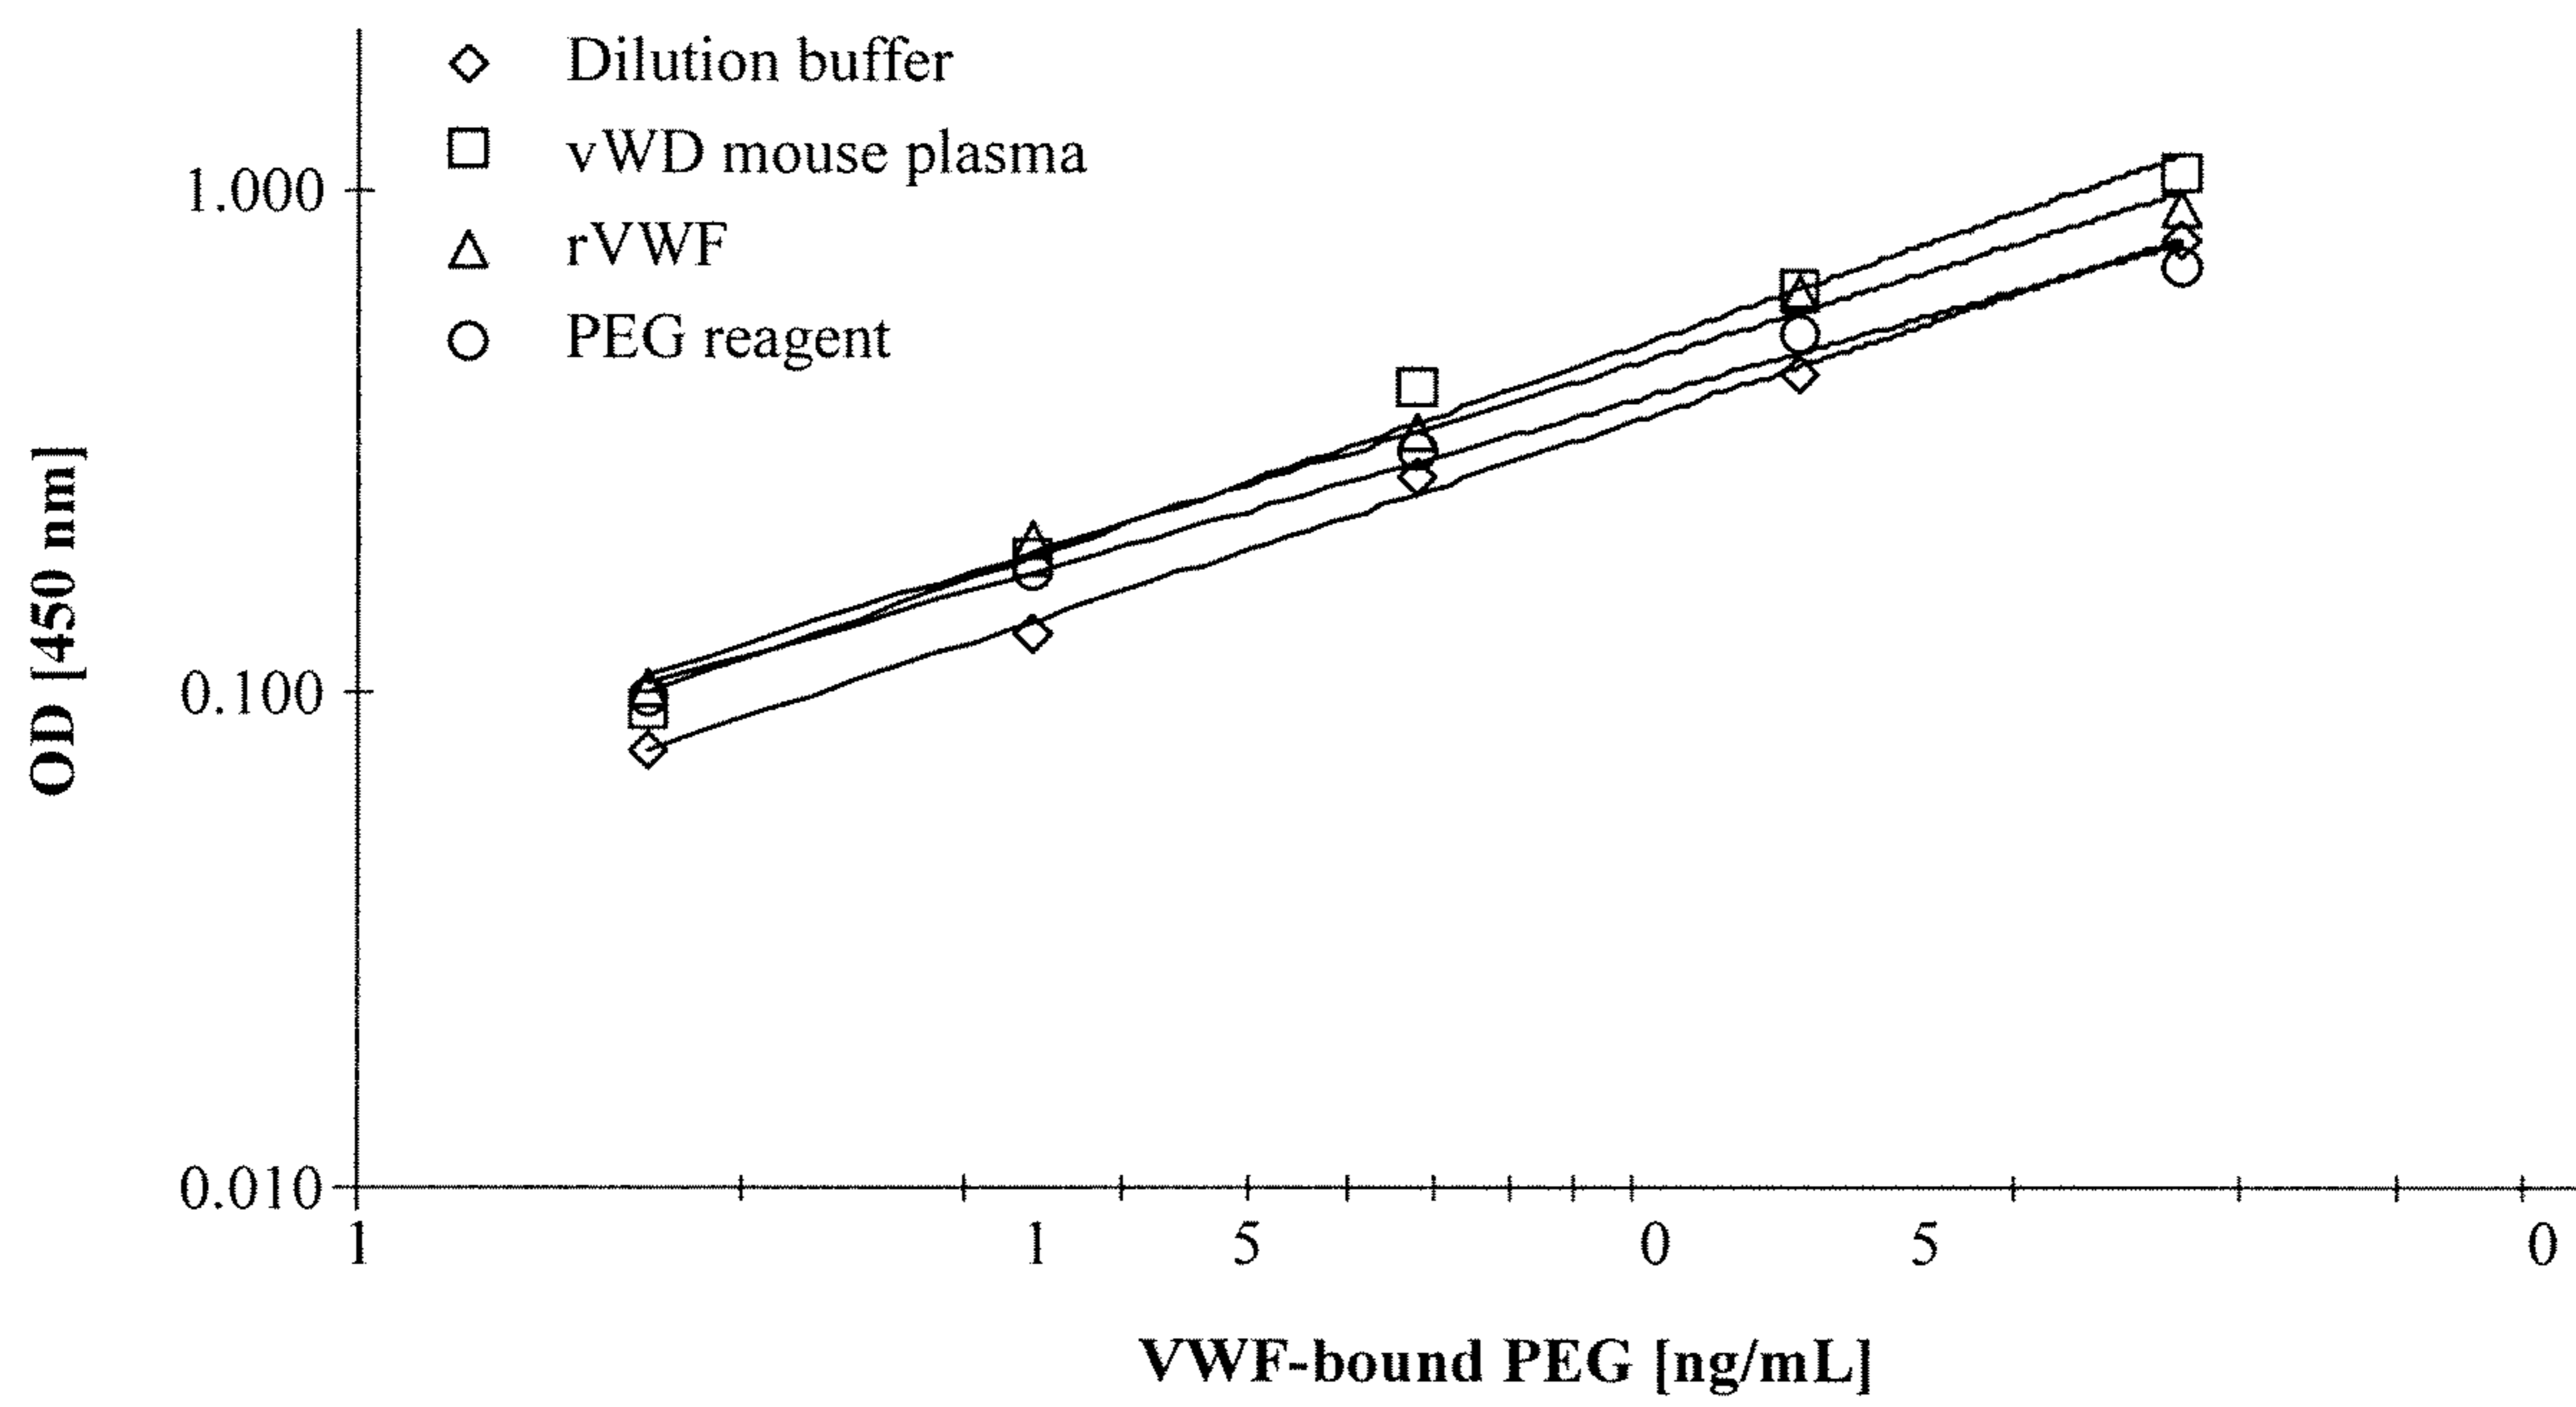 Dilution buffer
vWD mouse plasma
rVWF
PEG reagent
1.000
0.100
0.010
OD [450 nm]
1 1 5 0 5 0
VWF-bound PEG [ng/mL]